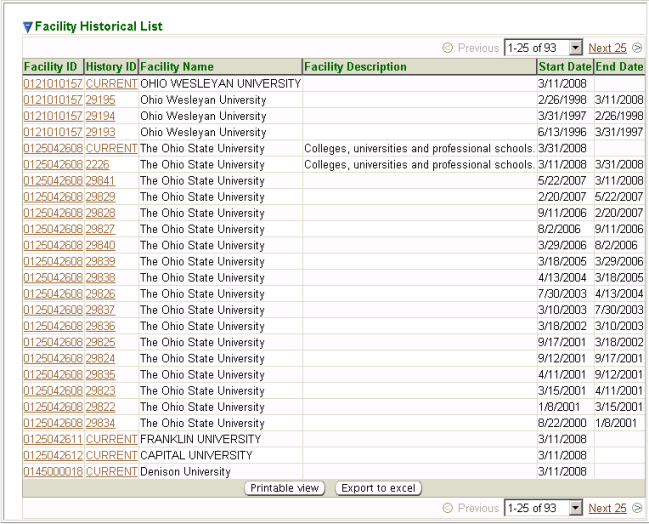 Facility Historical List
Previous 1-25 of 93 Next 25
Facility ID History ID Facility Name Facility Description Start Date End Date
0121010157 CURRENT OHIO WESLEYAN UNIVERSITY 3/11/2008
0121010157 29195 Ohio Wesleyan University 2/26/1998 3/11/2008
0121010157 29194 Ohio Wesleyan University 3/31/1997 2/26/1998
0121010157 29193 Ohio Wesleyan University 6/13/1996 3/31/1997
0125042608 CURRENT The Ohio State University Colleges, universities and professional schools. 3/31/2008
0125042608 2226 The Ohio State University Colleges, universities and professional schools. 3/11/2008 3/31/2008
0125042608 29841 The Ohio State University 5/22/2007 3/11/2008
0125042608 29829 The Ohio State University 2/20/2007 5/22/2007
0125042608 29828 The Ohio State University 9/11/2006 2/20/2007
0125042608 29827 The Ohio State University 8/2/2006 9/11/2006
0125042608 29840 The Ohio State University 3/29/2006 8/2/2006
0125042608 29839 The Ohio State University 3/18/2005 3/29/2006
0125042608 29838 The Ohio State University 4/13/2004 3/18/2005
0125042608 29826 The Ohio State University 7/30/2003 4/13/2004
0125042608 29837 The Ohio State University 3/10/2003 7/30/2003
0125042608 29836 The Ohio State University 3/18/2002 3/10/2003
0125042608 29825 The Ohio State University 9/17/2001 3/18/2002
0125042608 29824 The Ohio State University 9/12/2001 9/17/2001
0125042608 29835 The Ohio State University 4/11/2001 9/12/2001
0125042608 29823 The Ohio State University 3/15/2001 4/11/2001
0125042608 29822 The Ohio State University 1/8/2001 3/15/2001
0125042608 29834 The Ohio State University 8/22/2000 1/8/2001
0125042611 CURRENT FRANKLIN UNIVERSITY 3/11/2008
0125042612 CURRENT CAPITAL UNIVERSITY 3/11/2008
0145000018 CURRENT Denison University 3/11/2008
Printable view Export to excel
Previous 1-25 of 93 Next 25